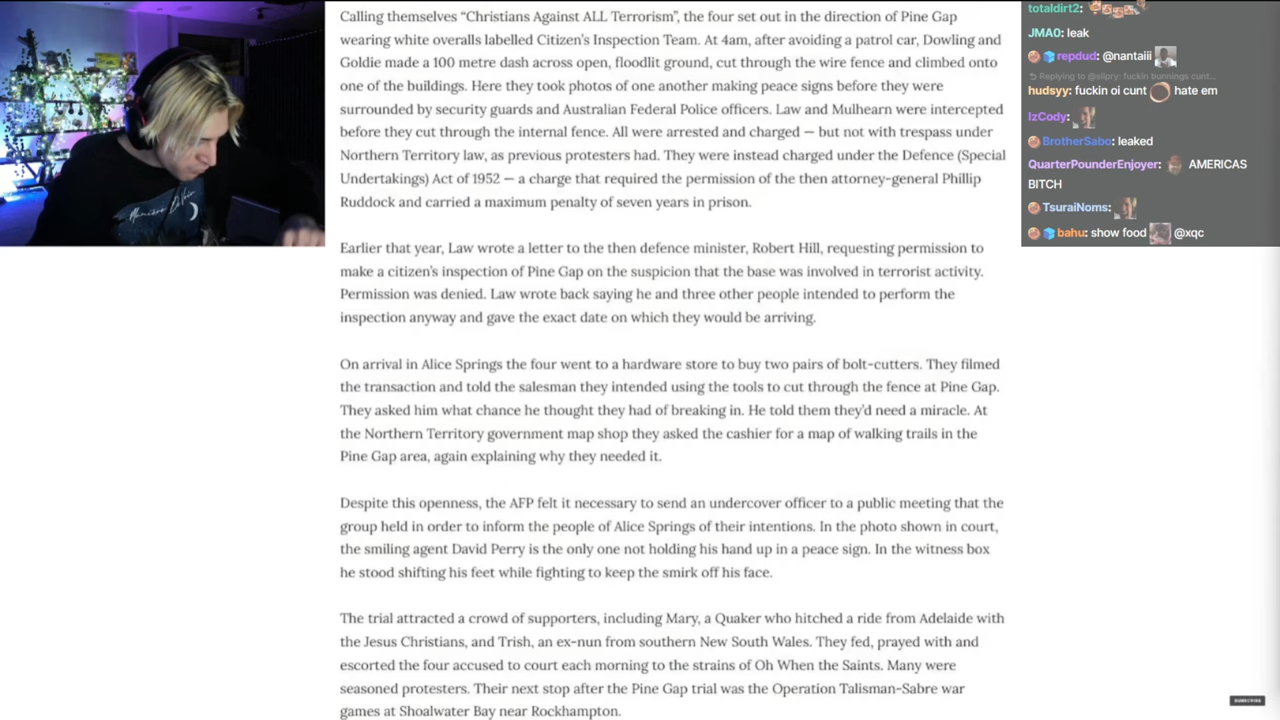 Calling themselves “Christians Against ALL Terrorism”, the four set out in the direction of Pine Gap
wearing white overalls labelled Citizen’s Inspection Team. At 4am, after avoiding a patrol car, Dowling and
Goldie made a 100 metre dash across open, floodlit ground, cut through the wire fence and climbed onto
one of the buildings. Here they took photos of one another making peace signs before they were
surrounded by security guards and Australian Federal Police officers. Law and Mulhearn were intercepted
before they cut through the internal fence. All were arrested and charged — but not with trespass under
Northern Territory law, as previous protesters had. They were instead charged under the Defence (Special
Undertakings) Act of 1952 — a charge that required the permission of the then attorney-general Phillip
Ruddock and carried a maximum penalty of seven years in prison.
Earlier that year, Law wrote a letter to the then defence minister, Robert Hill, requesting permission to
make a citizen’s inspection of Pine Gap on the suspicion that the base was involved in terrorist activity.
Permission was denied. Law wrote back saying he and three other people intended to perform the
inspection anyway and gave the exact date on which they would be arriving.
On arrival in Alice Springs the four went to a hardware store to buy two pairs of bolt-cutters. They filmed
the transaction and told the salesman they intended using the tools to cut through the fence at Pine Gap.
They asked him what chance he thought they had of breaking in. He told them they’d need a miracle. At
the Northern Territory government map shop they asked the cashier for a map of walking trails in the
Pine Gap area, again explaining why they needed it.
Despite this openness, the AFP felt it necessary to send an undercover officer to a public meeting that the
group held in order to inform the people of Alice Springs of their intentions. In the photo shown in court,
the smiling agent David Perry is the only one not holding his hand up in a peace sign. In the witness box
he stood shifting his feet while fighting to keep the smirk off his face.
The trial attracted a crowd of supporters, including Mary, a Quaker who hitched a ride from Adelaide with
the Jesus Christians, and Trish, an ex-nun from southern New South Wales. They fed, prayed with and
escorted the four accused to court each morning to the strains of Oh When the Saints. Many were
seasoned protesters. Their next stop after the Pine Gap trial was the Operation Talisman-Sabre war
games at Shoalwater Bay near Rockhampton.
totaldirt2:
JMA0: leak
repdud: @nantaiii
Replying to @slipry: fuckin bunnings cunt...
hudsyy: fuckin oi cunt hate em
IzCody:
BrotherSabo: leaked
QuarterPounderEnjoyer: AMERICAS
BITCH
TsuraiNoms:
bahu: show food @xqc
SUBSCRIBE